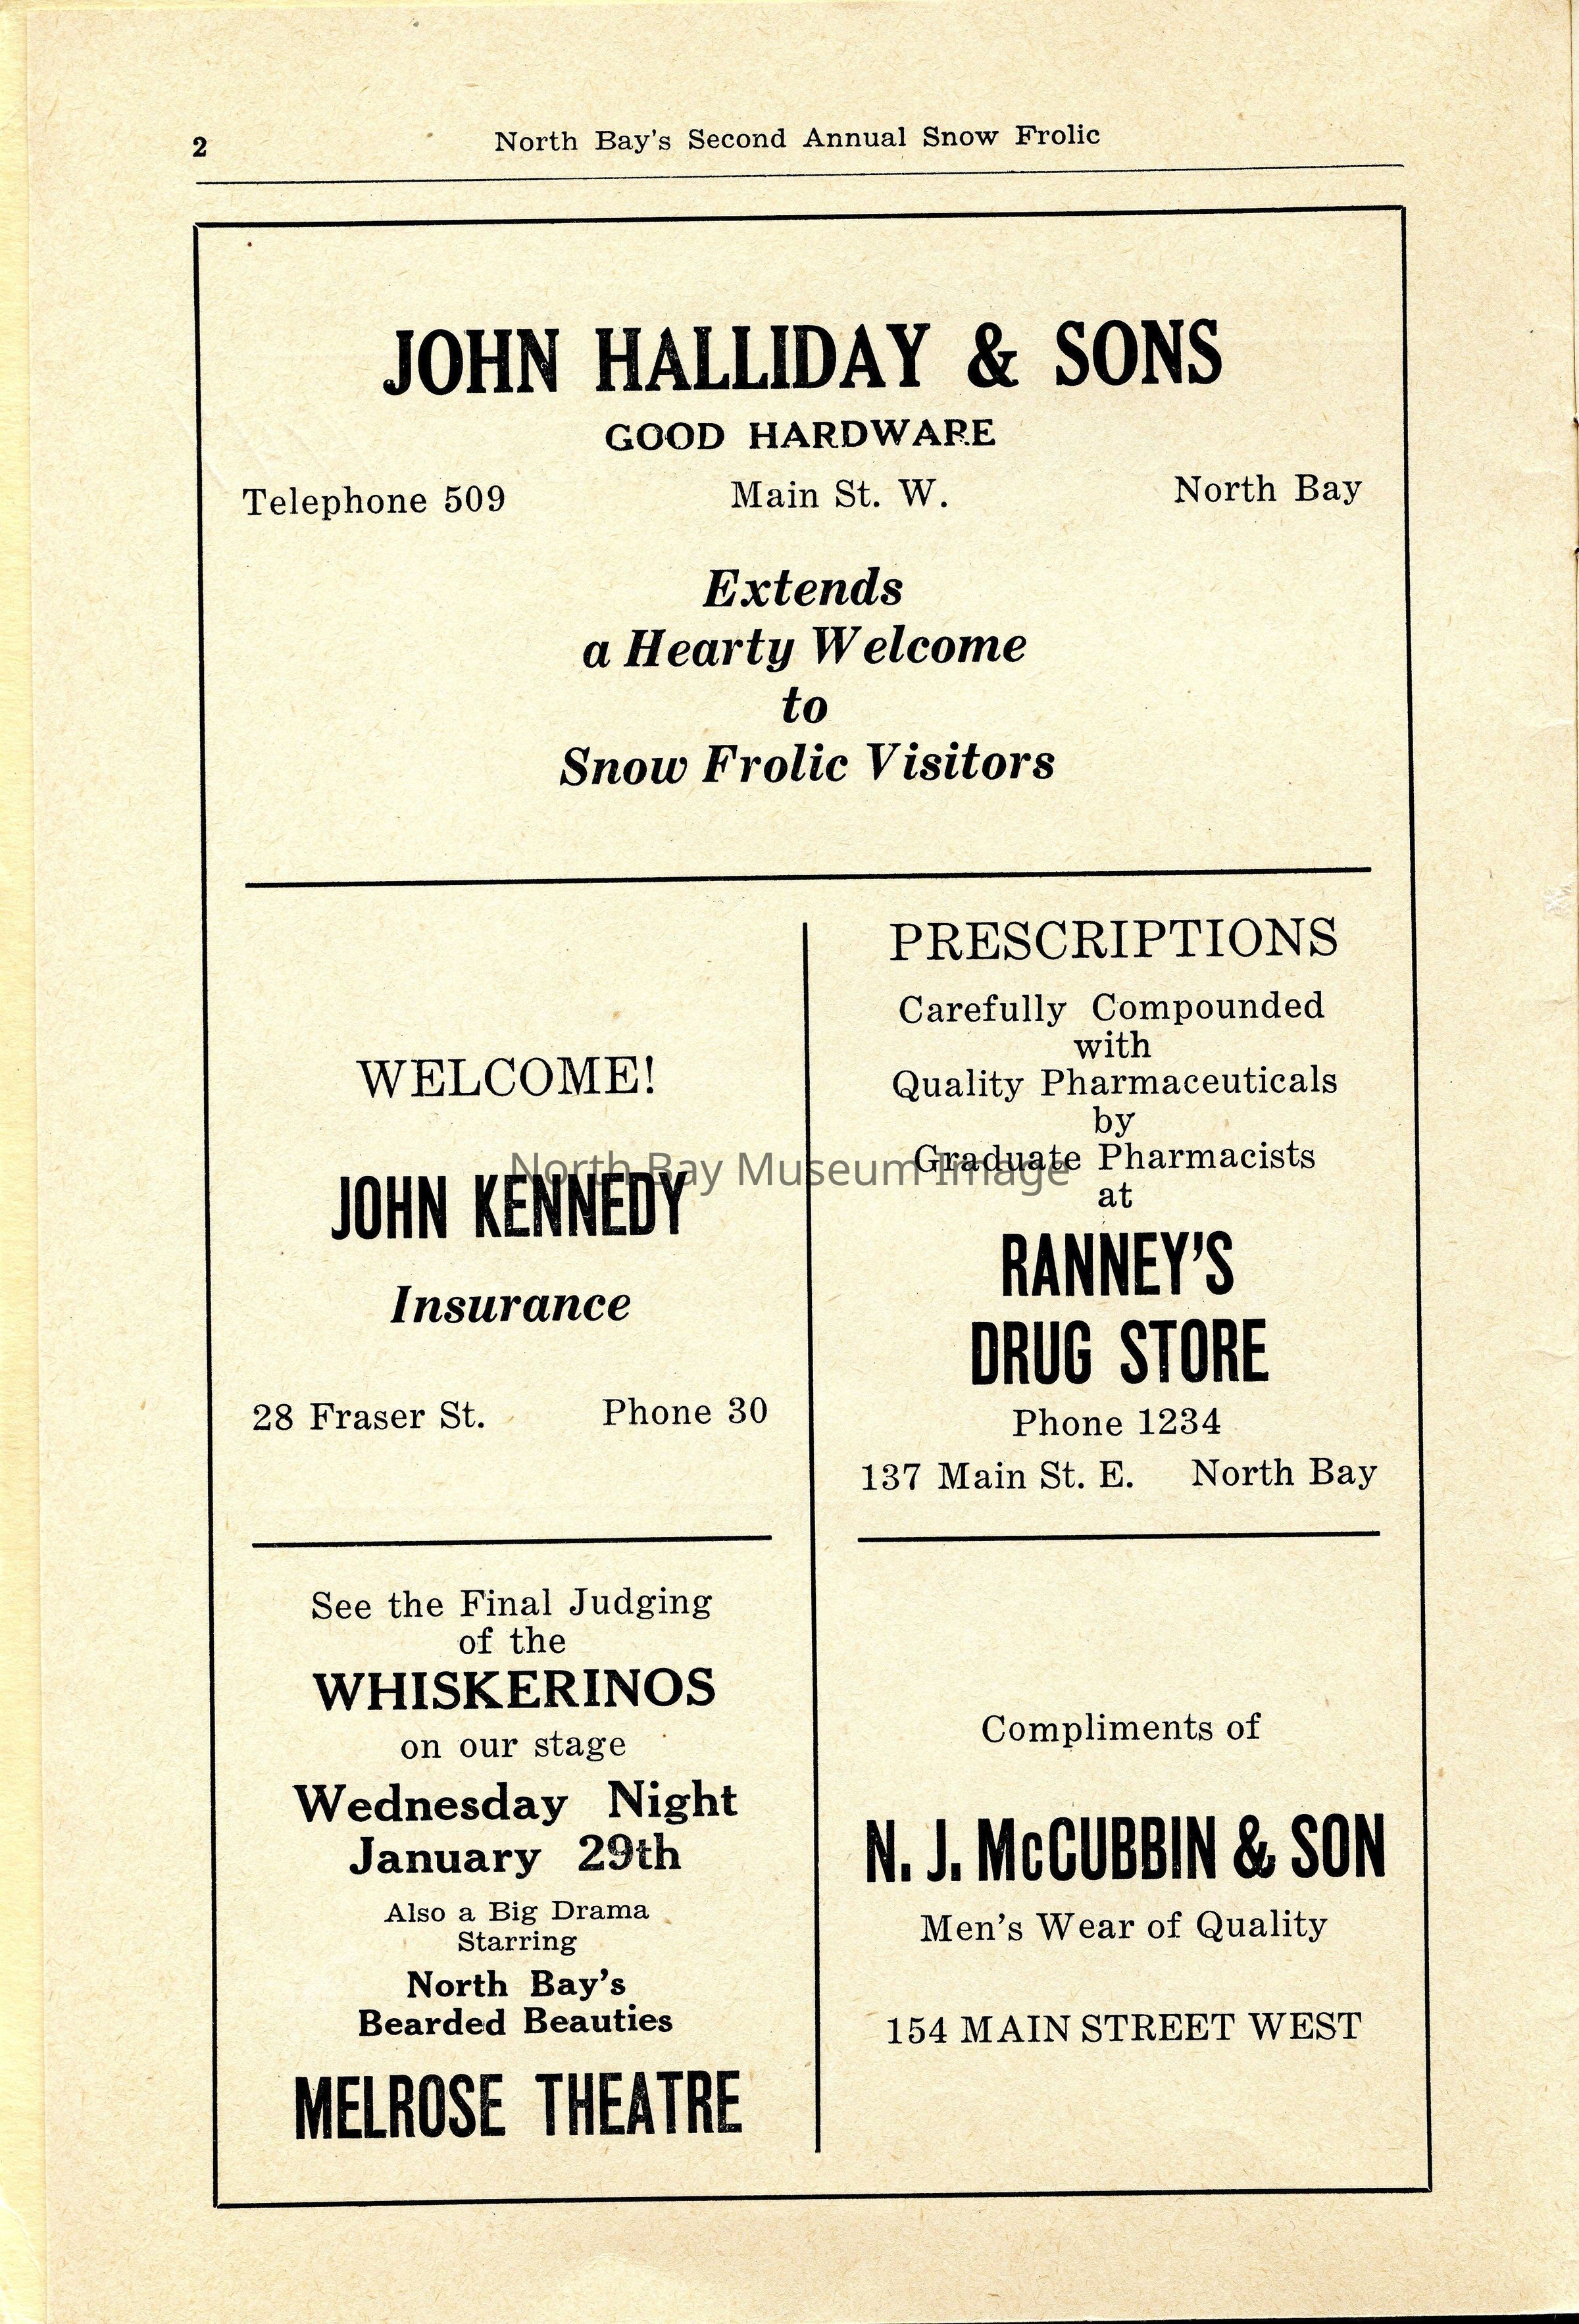 2
North Bay's Second Annual Snow Frolic
JOHN HALLIDAY & SONS
GOOD HARDWARE
Telephone 509 Main St. W. North Bay
Extends
a Hearty Welcome
to
Snow Frolic Visitors
WELCOME!
JOHN KENNEDY
Insurance
28 Fraser St. Phone 30
PRESCRIPTIONS
Carefully Compounded
with
Quality Pharmaceuticals
by
Graduate Pharmacists
at
RANNEY'S
DRUG STORE
Phone 1234
137 Main St. E. North Bay
North Bay Museum Image
See the Final Judging
of the
WHISKERINOS
on our stage
Wednesday Night
January 29th
Also a Big Drama
Starring
North Bay's
Bearded Beauties
MELROSE THEATRE
Compliments of
N. J. McCUBBIN & SON
Men's Wear of Quality
154 MAIN STREET WEST